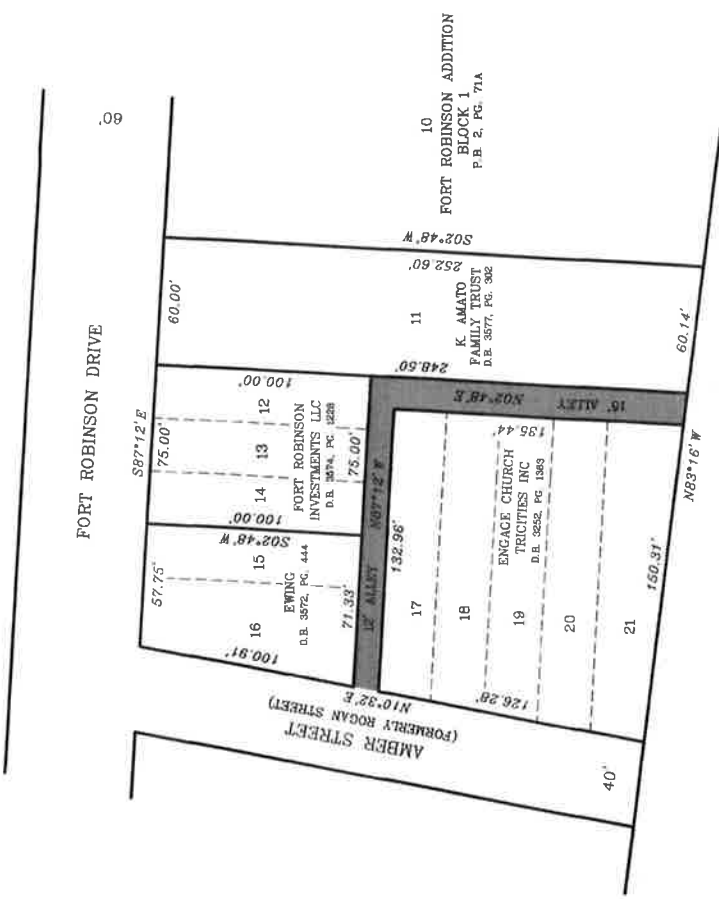 FORT ROBINSON DRIVE
60'
S87°12'E
57.75'
75.00'
60.00'
10
FORT ROBINSON ADDITION
BLOCK 1
P.B. 2, PG. 71A
S02°48'W
252.60'
11
K. AMATO
FAMILY TRUST
D.B. 3577, PG. 302
248.50'
60.14'
100.00'
12
13
14
FORT ROBINSON
INVESTMENTS LLC
D.B. 3574, PG. 1228
75.00'
100.00'
S02°48'W
15
16
EWING
D.B. 3572, PG. 444
71.33'
100.91'
12' ALLEY
N87°12'W
132.96'
15' ALLEY
N02°48'E
135.44'
17
18
19
20
21
ENGAGE CHURCH
TRICITIES INC
D.B. 3252, PG 1363
126.28'
150.31'
N83°16'W
N10°32'E
AMBER STREET
(FORMERLY ROGAN STREET)
40'